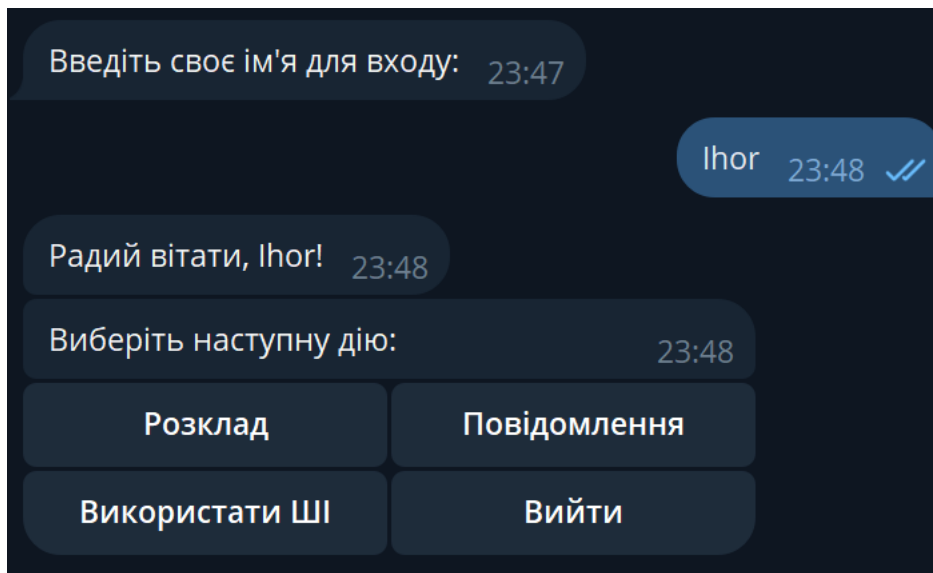 Введіть своє ім'я для входу: 23:47
Ihor 23:48
Радий вітати, Ihor! 23:48
Виберіть наступну дію: 23:48
Розклад Повідомлення
Використати ШІ Вийти